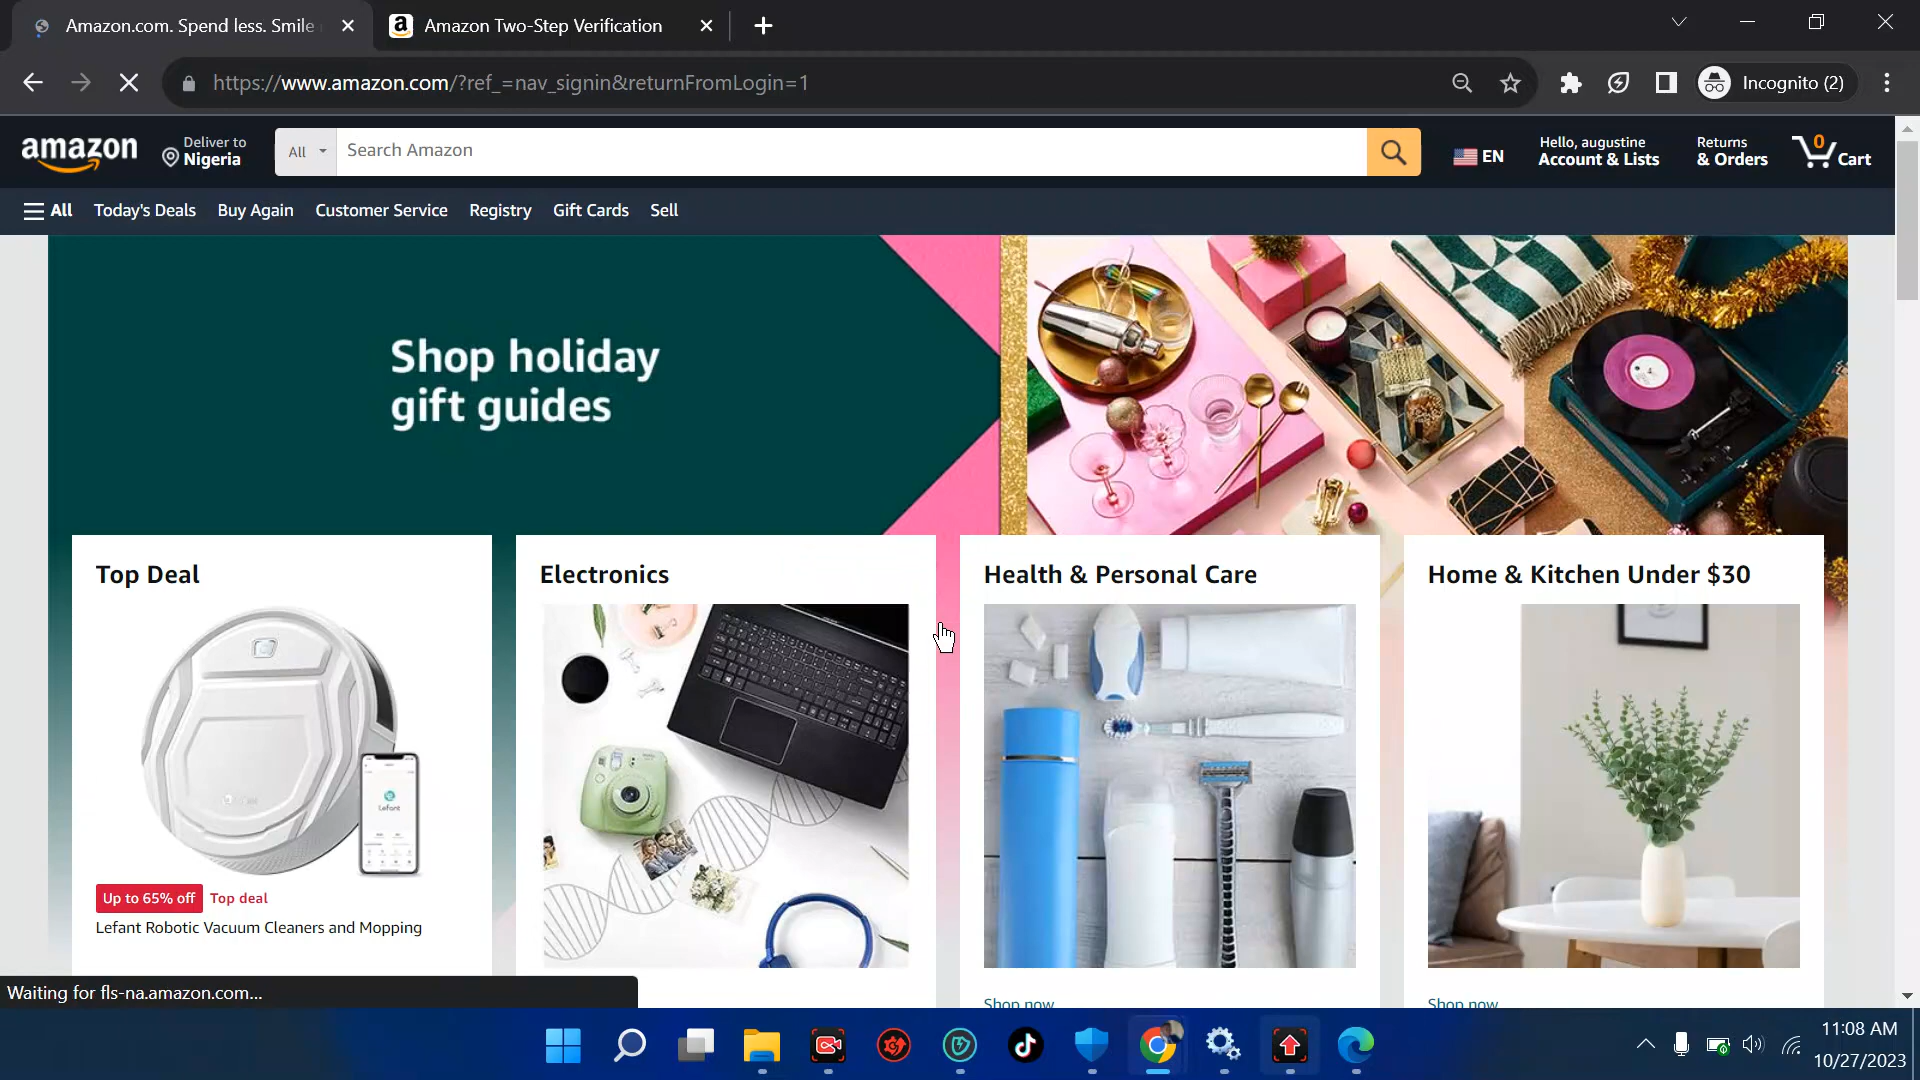 Amazon.com. Spend less. Smile
Amazon Two-Step Verification
https://www.amazon.com/?ref_=nav_signin&returnFromLogin=1
Incognito (2)
amazon
Deliver to
Nigeria
All
Search Amazon
EN
Hello, augustine
Account & Lists
Returns
& Orders
0
Cart
All
Today's Deals
Buy Again
Customer Service
Registry
Gift Cards
Sell
Shop holiday
gift guides
Top Deal
Electronics
Health & Personal Care
Home & Kitchen Under $30
Lefant
Up to 65% off
Top deal
Lefant Robotic Vacuum Cleaners and Mopping
Shop now
Shop now
Waiting for fls-na.amazon.com...
11:08 AM
10/27/2023